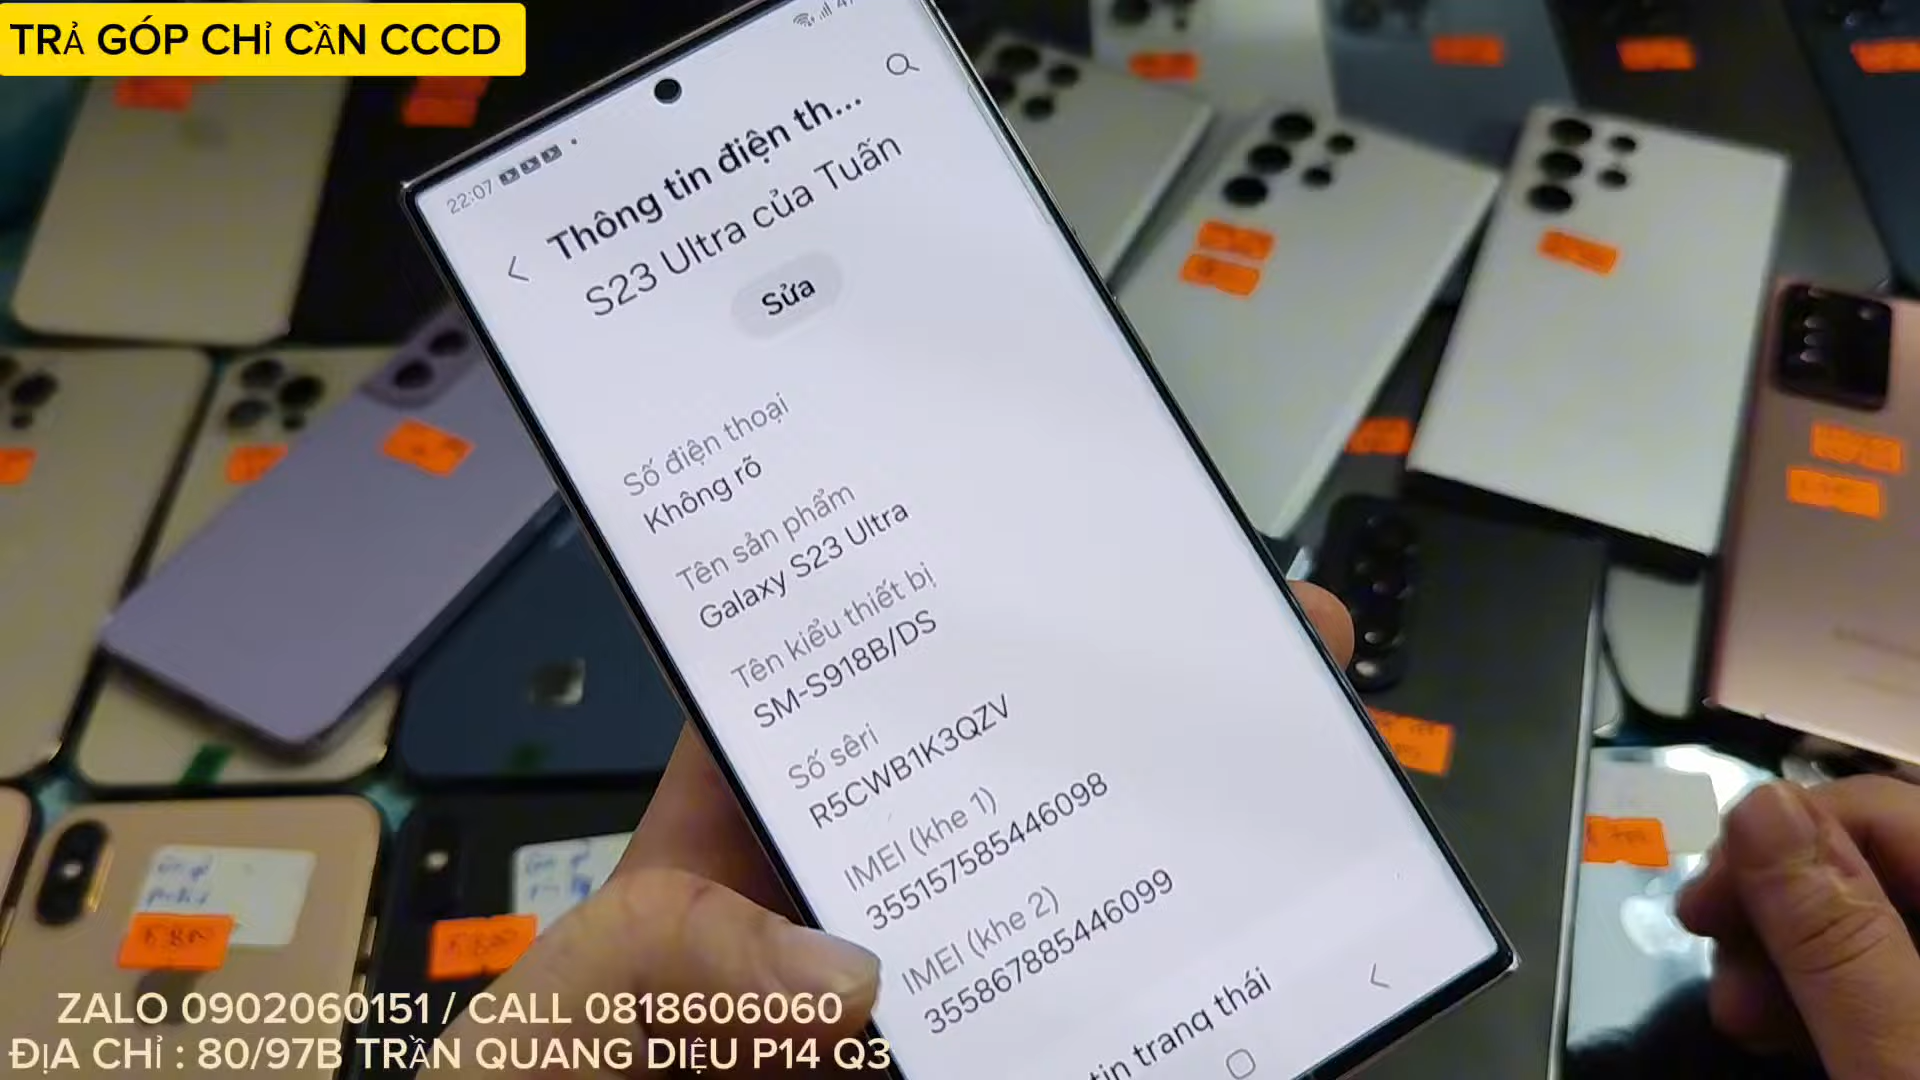 TRẢ GÓP CHỈ CẦN CCCD
22:07
Thông tin điện th...
S23 Ultra của Tuấn
Sửa
Số điện thoại
Không rõ
Tên sản phẩm
Galaxy S23 Ultra
Tên kiểu thiết bị
SM-S918B/DS
Số sêri
R5CWB1K3QZV
IMEI (khe 1)
355157585446098
IMEI (khe 2)
355867885446099
tin trạng thái
ZALO 0902060151 / CALL 0818606060
ĐỊA CHỈ : 80/97B TRẦN QUANG DIỆU P14 Q3